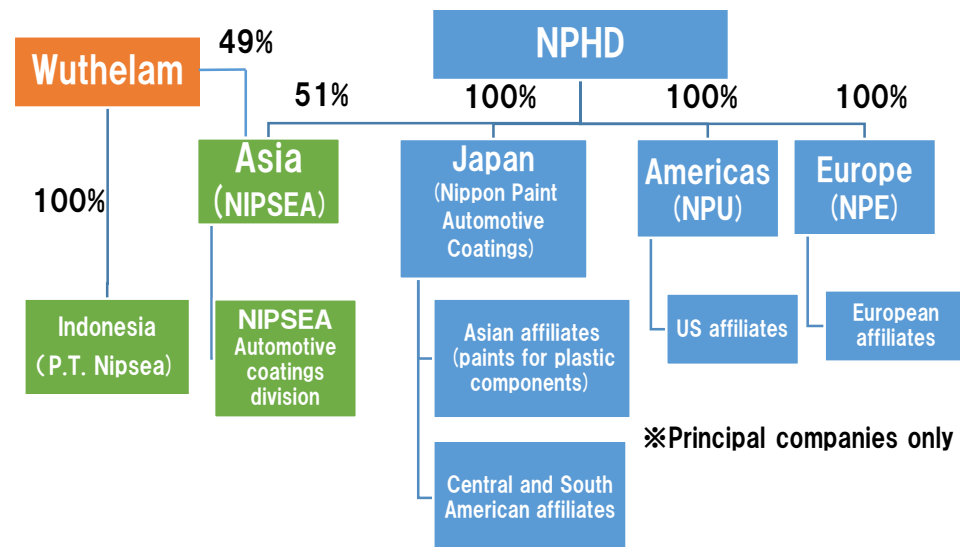 NPHD
49%
Wuthelam
51%
100%
100%
100%
Asia
(NIPSEA)
Japan
(Nippon Paint
Automotive
Coatings)
Americas
(NPU)
Europe
(NPE)
100%
Indonesia
(P.T. Nipsea)
NIPSEA
Automotive
coatings
division
Asian affiliates
(paints for plastic
components)
US affiliates
European
affiliates
※Principal companies only
Central and South
American affiliates